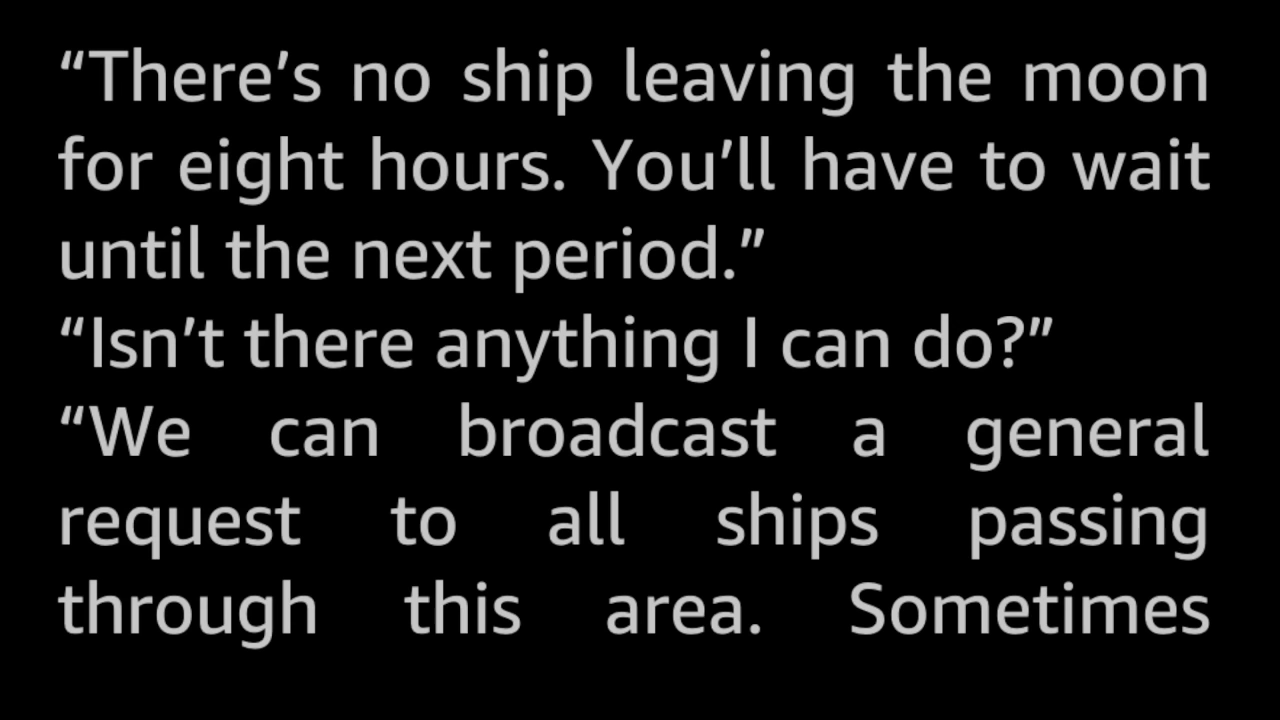 “There’s no ship leaving the moon
for eight hours. You’ll have to wait
until the next period.”
“Isn’t there anything I can do?”
“We can broadcast a general
request to all ships passing
through this area. Sometimes